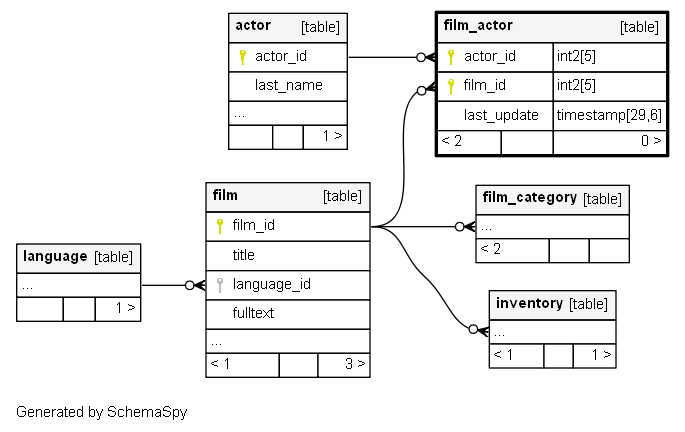 actor [table]
actor_id
last_name
...
1 >
film_actor [table]
actor_id int2[5]
film_id int2[5]
last_update timestamp[29,6]
< 2 0 >
film [table]
film_id
title
language_id
fulltext
...
< 1 3 >
film_category [table]
...
< 2
language [table]
...
1 >
inventory [table]
...
< 1 1 >
Generated by SchemaSpy